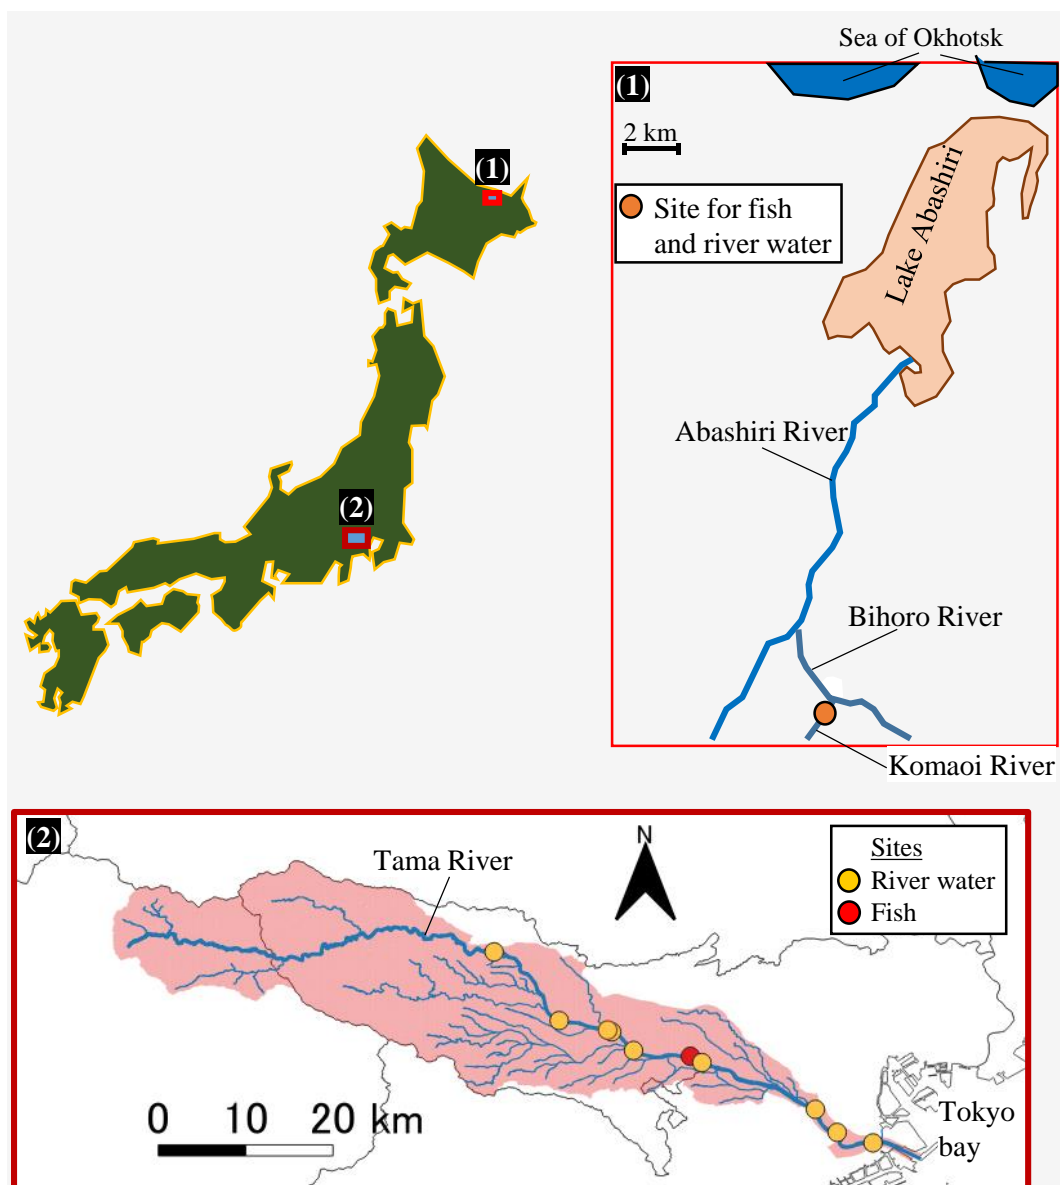 (1)
(2)
Sea of Okhotsk
(1)
2 km
Site for fish
and river water
Lake Abashiri
Abashiri River
Bihoro River
Komaoi River
(2)
Tama River
N
Sites
River water
Fish
0 10 20 km
Tokyo
bay